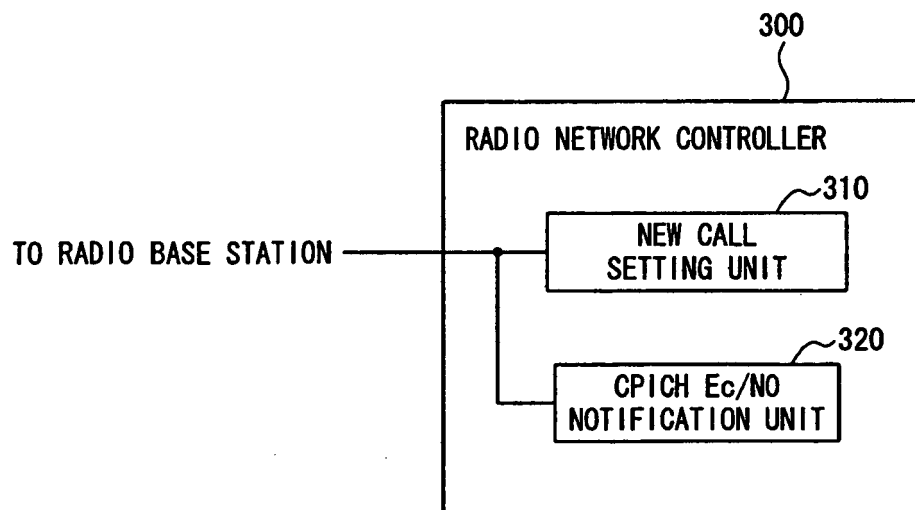 300
RADIO NETWORK CONTROLLER
310
NEW CALL
SETTING UNIT
TO RADIO BASE STATION
320
CPICH Ec/NO
NOTIFICATION UNIT